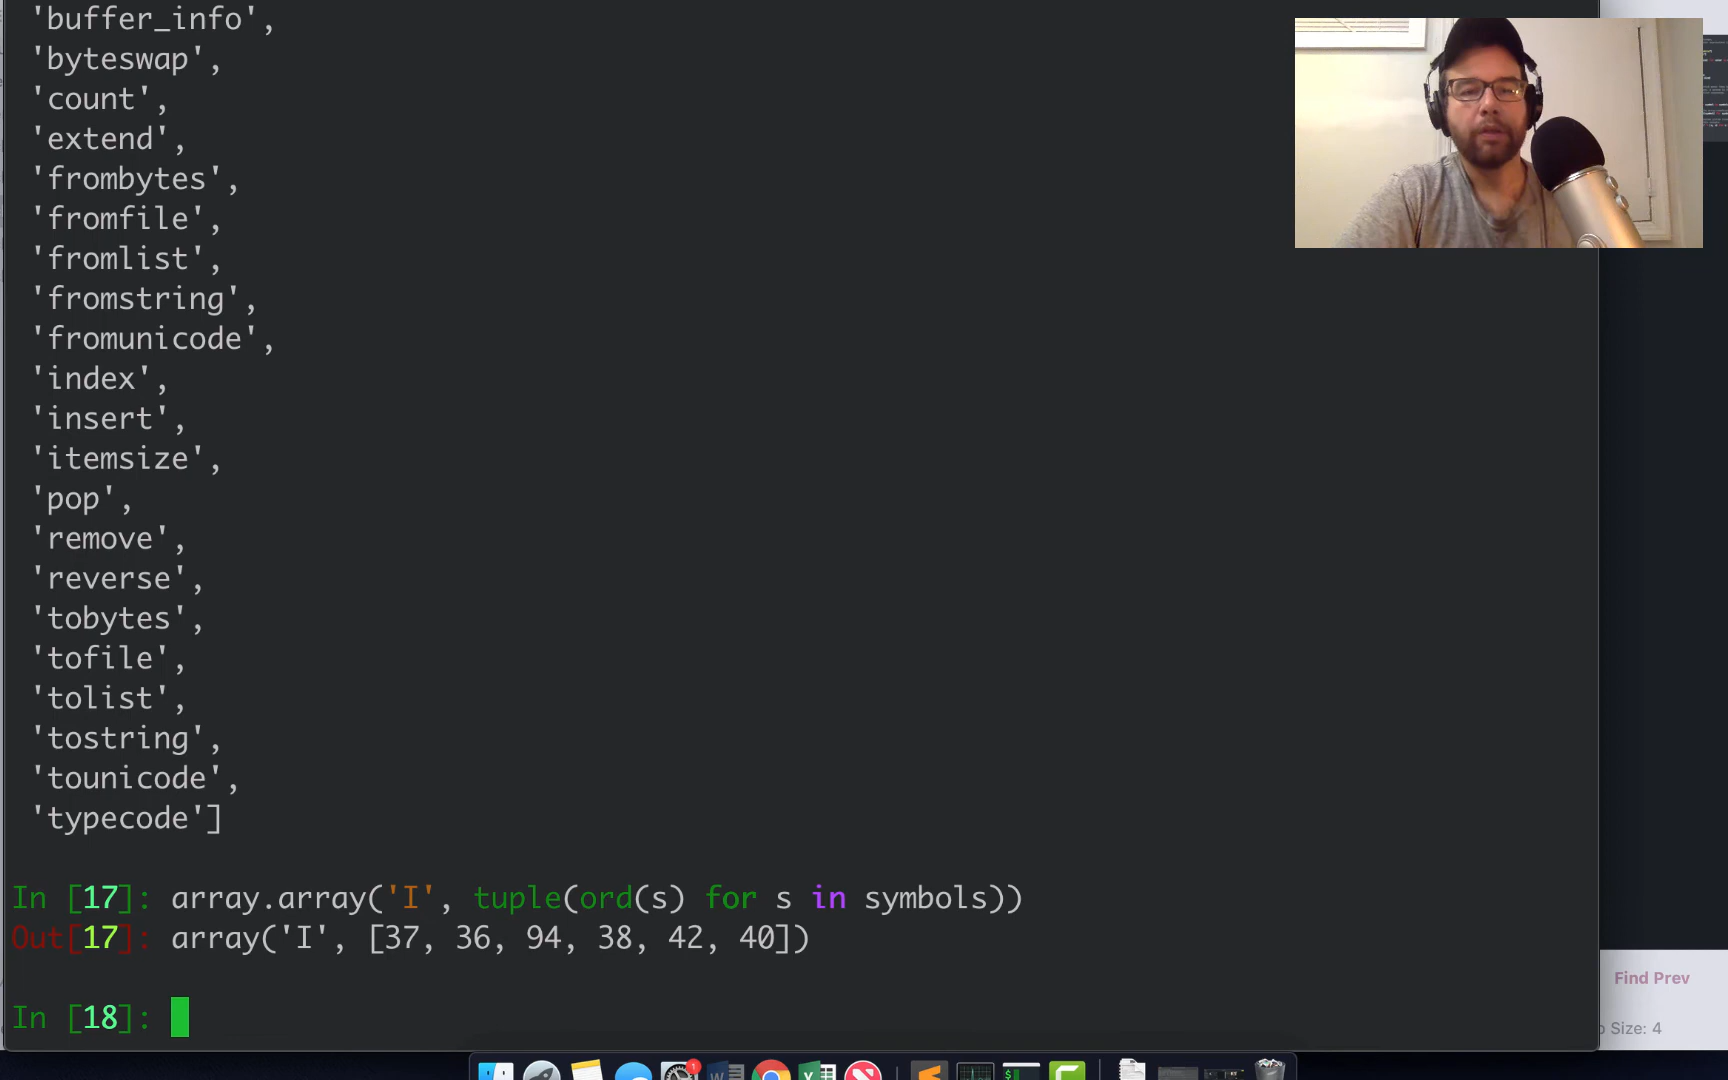 'buffer_info',
'byteswap',
'count',
'extend',
'frombytes',
'fromfile',
'fromlist',
'fromstring',
'fromunicode',
'index',
'insert',
'itemsize',
'pop',
'remove',
'reverse',
'tobytes',
'tofile',
'tolist',
'tostring',
'tounicode',
'typecode']
In [17]: array.array('I', tuple(ord(s) for s in symbols))
Out[17]: array('I', [37, 36, 94, 38, 42, 40])
In [18]:
Find Prev
Size: 4
1
W
X
$